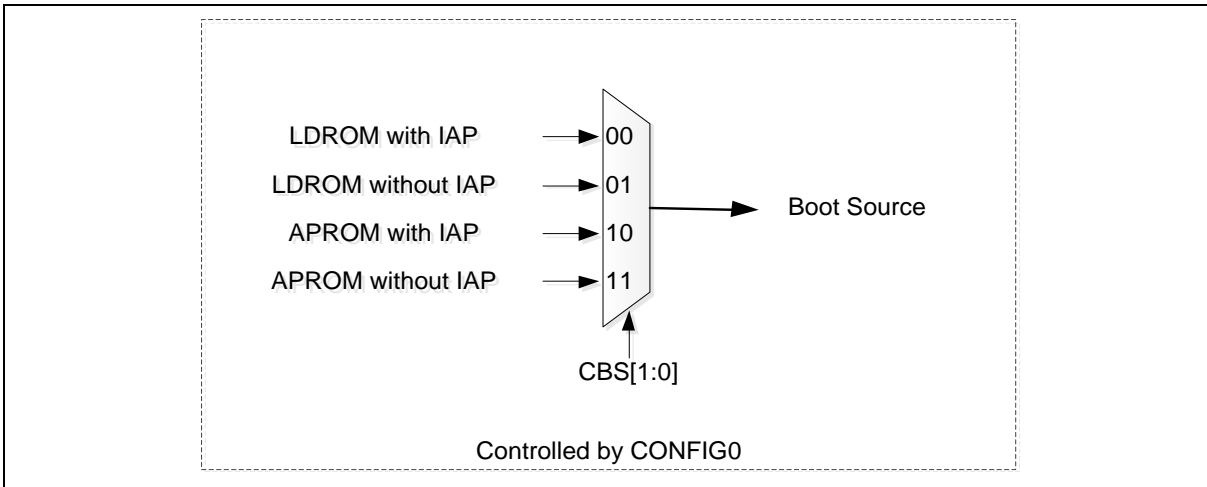 LDROM with IAP
00
LDROM without IAP
01
Boot Source
APROM with IAP
10
APROM without IAP
11
CBS[1:0]
Controlled by CONFIG0